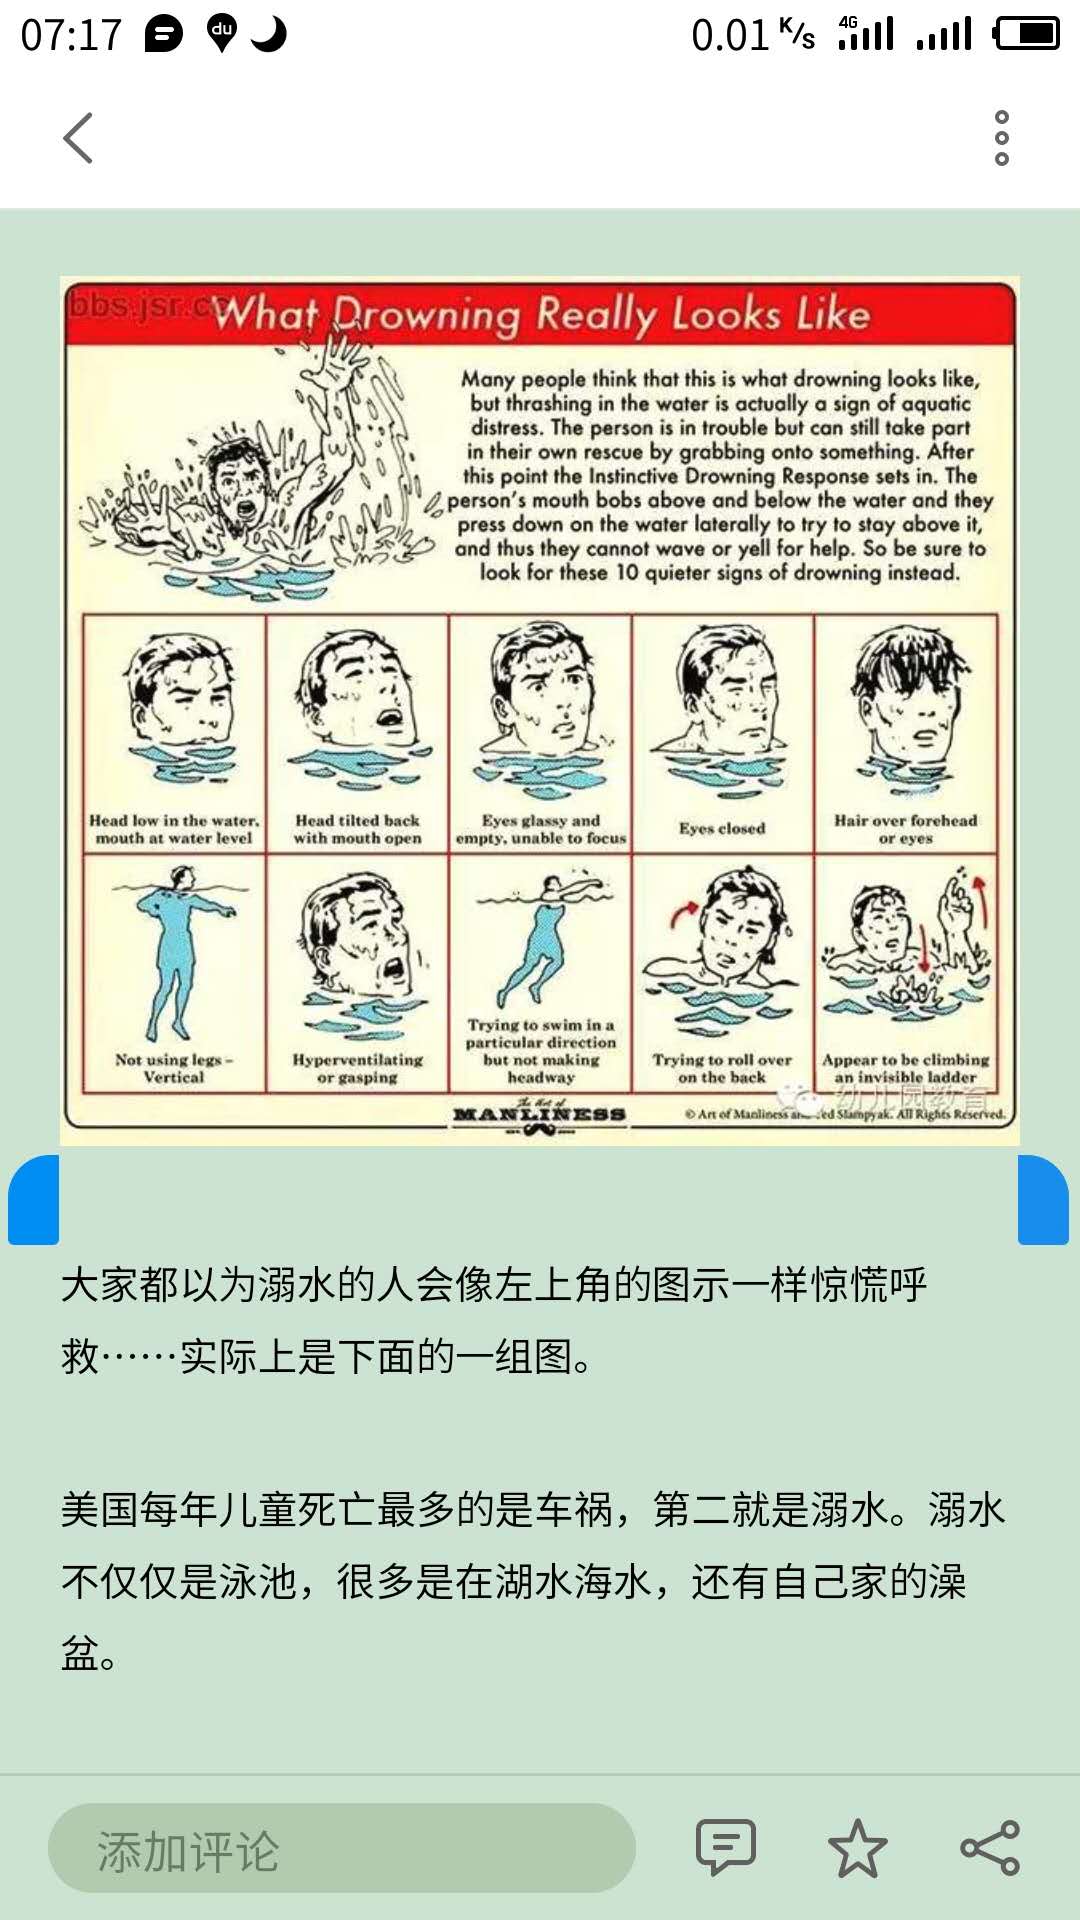 07:17
du
0.01 K/s 4G
bbs.jsr.c
What Drowning Really Looks Like
Many people think that this is what drowning looks like,
but thrashing in the water is actually a sign of aquatic
distress. The person is in trouble but can still take part
in their own rescue by grabbing onto something. After
this point the Instinctive Drowning Response sets in. The
person's mouth bobs above and below the water and they
press down on the water laterally to try to stay above it,
and thus they cannot wave or yell for help. So be sure to
look for these 10 quieter signs of drowning instead.
Head low in the water,
mouth at water level
Head tilted back
with mouth open
Eyes glassy and
empty, unable to focus
Eyes closed
Hair over forehead
or eyes
Not using legs –
Vertical
Hyperventilating
or gasping
Trying to swim in a
particular direction
but not making
headway
Trying to roll over
on the back
Appear to be climbing
an invisible ladder
幼儿园教育
The Art of
MANLINESS
© Art of Manliness and Ted Slampyak. All Rights Reserved.
大家都以为溺水的人会像左上角的图示一样惊慌呼
救……实际上是下面的一组图。
美国每年儿童死亡最多的是车祸，第二就是溺水。溺水
不仅仅是泳池，很多是在湖水海水，还有自己家的澡
盆。
添加评论